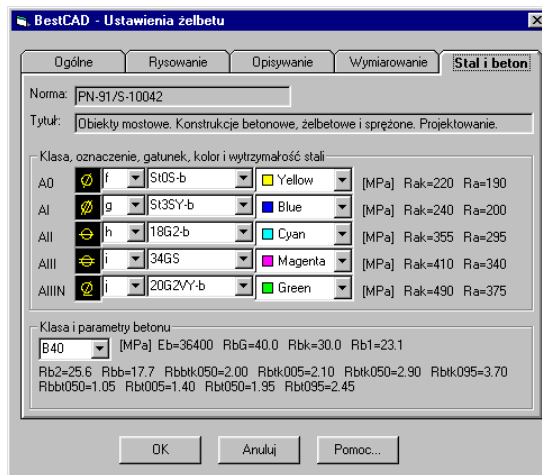 BestCAD - Ustawienia żelbetu
Ogólne Rysowanie Opisywanie Wymiarowanie Stal i beton
Norma: PN-91/S-10042
Tytuł: Obiekty mostowe. Konstrukcje betonowe, żelbetowe i sprężone. Projektowanie.
Klasa, oznaczenie, gatunek, kolor i wytrzymałość stali
A0 f St0S-b Yellow [MPa] Rak=220 Ra=190
AI g St3SY-b Blue [MPa] Rak=240 Ra=200
AII h 18G2-b Cyan [MPa] Rak=355 Ra=295
AIII i 34GS Magenta [MPa] Rak=410 Ra=340
AIIIN j 20G2VY-b Green [MPa] Rak=490 Ra=375
Klasa i parametry betonu
B40 [MPa] Eb=36400 RbG=40.0 Rbk=30.0 Rb1=23.1
Rb2=25.6 Rbb=17.7 Rbbtk050=2.00 Rbtk005=2.10 Rbtk050=2.90 Rbtk095=3.70
Rbbt050=1.05 Rbt005=1.40 Rbt050=1.95 Rbt095=2.45
OK Anuluj Pomoc...